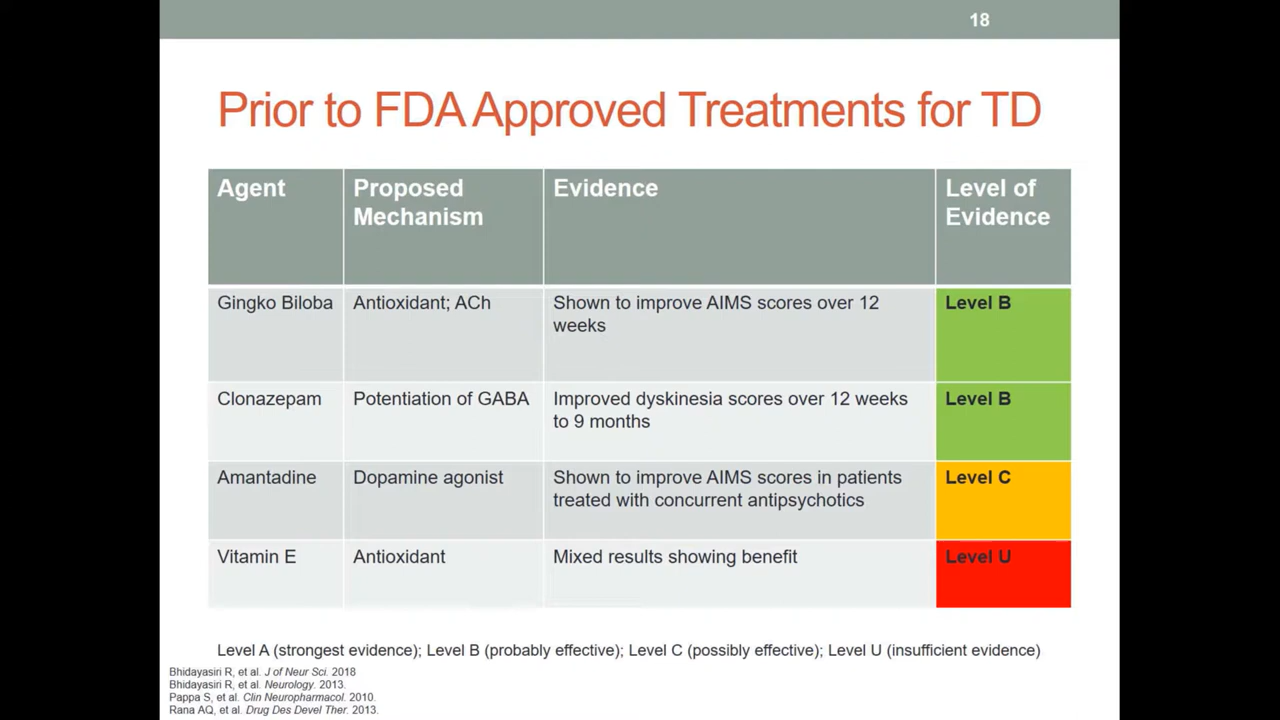 18
Prior to FDA Approved Treatments for TD
Agent
Proposed
Mechanism
Evidence
Level of
Evidence
Gingko Biloba
Antioxidant; ACh
Shown to improve AIMS scores over 12
weeks
Level B
Clonazepam
Potentiation of GABA
Improved dyskinesia scores over 12 weeks
to 9 months
Level B
Amantadine
Dopamine agonist
Shown to improve AIMS scores in patients
treated with concurrent antipsychotics
Level C
Vitamin E
Antioxidant
Mixed results showing benefit
Level U
Level A (strongest evidence); Level B (probably effective); Level C (possibly effective); Level U (insufficient evidence)
Bhidayasiri R, et al. J of Neur Sci. 2018
Bhidayasiri R, et al. Neurology. 2013.
Pappa S, et al. Clin Neuropharmacol. 2010.
Rana AQ, et al. Drug Des Devel Ther. 2013.